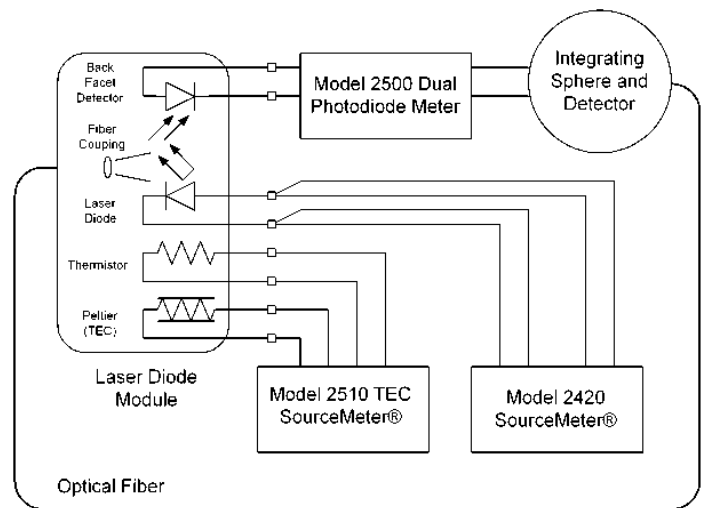 Back
Facet
Detector
Fiber
Couping
Laser
Diode
Thermistor
Peltier
(TEC)
Laser Diode
Module
Model 2500 Dual
Photodiode Meter
Integrating
Sphere and
Detector
Model 2510 TEC
SourceMeter®
Model 2420
SourceMeter®
Optical Fiber